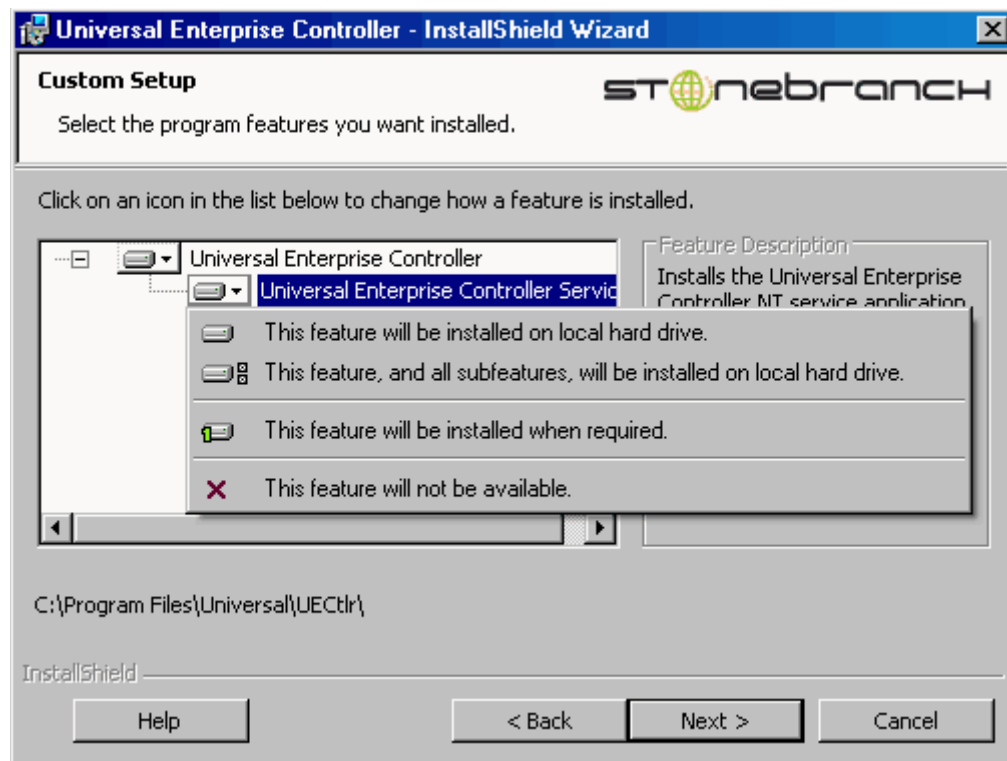 Universal Enterprise Controller - InstallShield Wizard
Custom Setup
Select the program features you want installed.
STONEBRANCH
Click on an icon in the list below to change how a feature is installed.
Universal Enterprise Controller
Universal Enterprise Controller Servic
Feature Description
Installs the Universal Enterprise
Controller NT service application
This feature will be installed on local hard drive.
This feature, and all subfeatures, will be installed on local hard drive.
This feature will be installed when required.
This feature will not be available.
C:\Program Files\Universal\UECtlr\
InstallShield
Help
< Back
Next >
Cancel